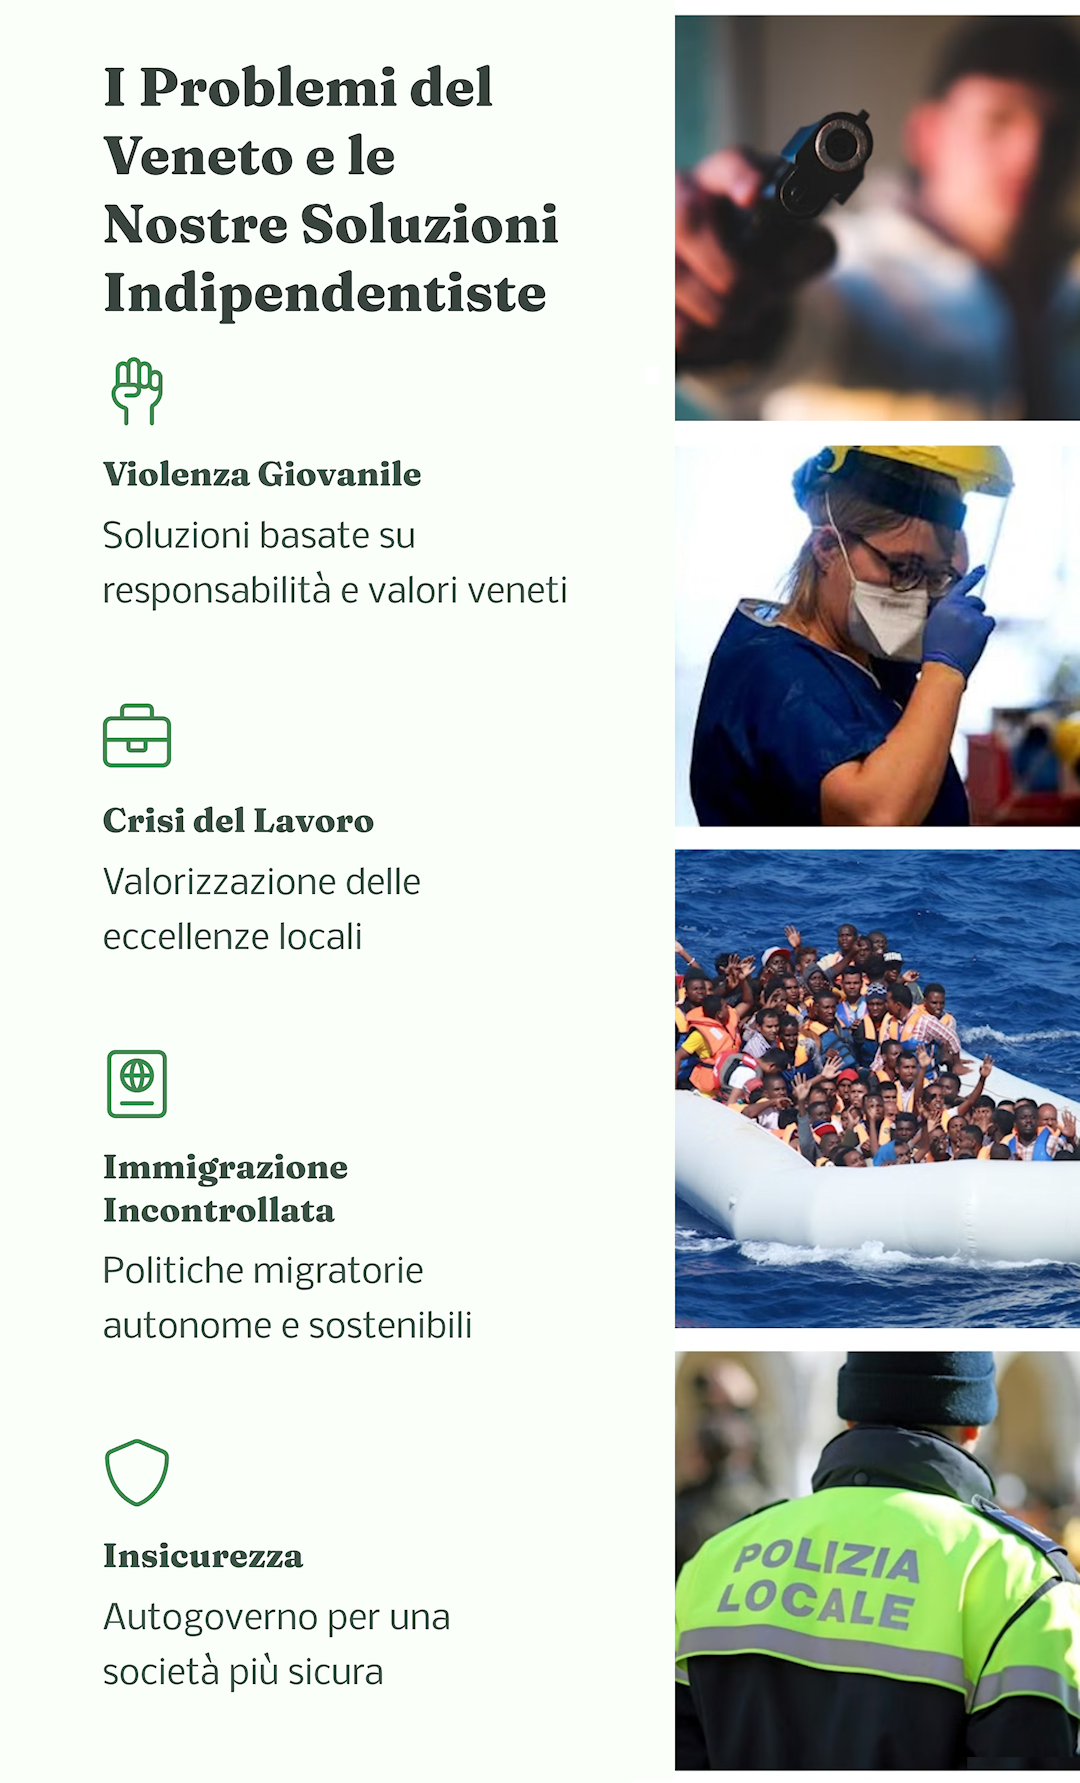 I Problemi del
Veneto e le
Nostre Soluzioni
Indipendentiste
Violenza Giovanile
Soluzioni basate su
responsabilità e valori veneti
Crisi del Lavoro
Valorizzazione delle
eccellenze locali
Immigrazione
Incontrollata
Politiche migratorie
autonome e sostenibili
Insicurezza
Autogoverno per una
società più sicura
POLIZIA
LOCALE